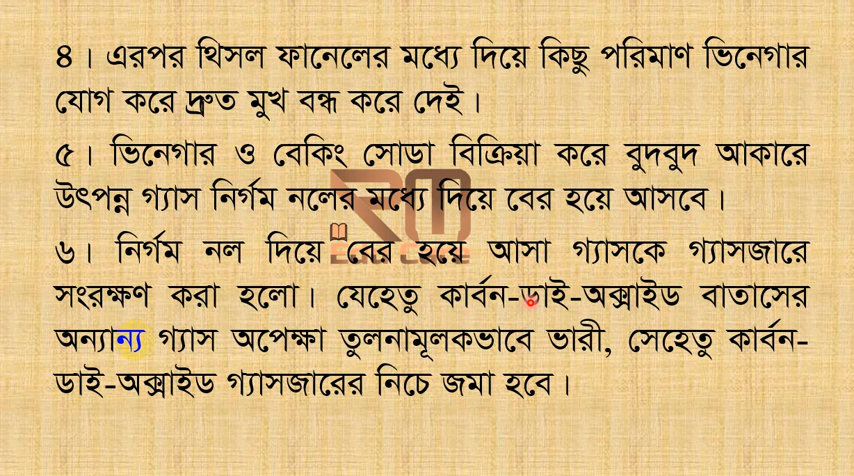 ৪। এরপর থিসল ফানেলের মধ্যে দিয়ে কিছু পরিমাণ ভিনেগার
যোগ করে দ্রুত মুখ বন্ধ করে দেই।
৫। ভিনেগার ও বেকিং সোডা বিক্রিয়া করে বুদবুদ আকারে
উৎপন্ন গ্যাস নির্গম নলের মধ্যে দিয়ে বের হয়ে আসবে।
৬। নির্গম নল দিয়ে বের হয়ে আসা গ্যাসকে গ্যাসজারে
সংরক্ষণ করা হলো। যেহেতু কার্বন-ডাই-অক্সাইড বাতাসের
অন্যান্য গ্যাস অপেক্ষা তুলনামূলকভাবে ভারী, সেহেতু কার্বন-
ডাই-অক্সাইড গ্যাসজারের নিচে জমা হবে।